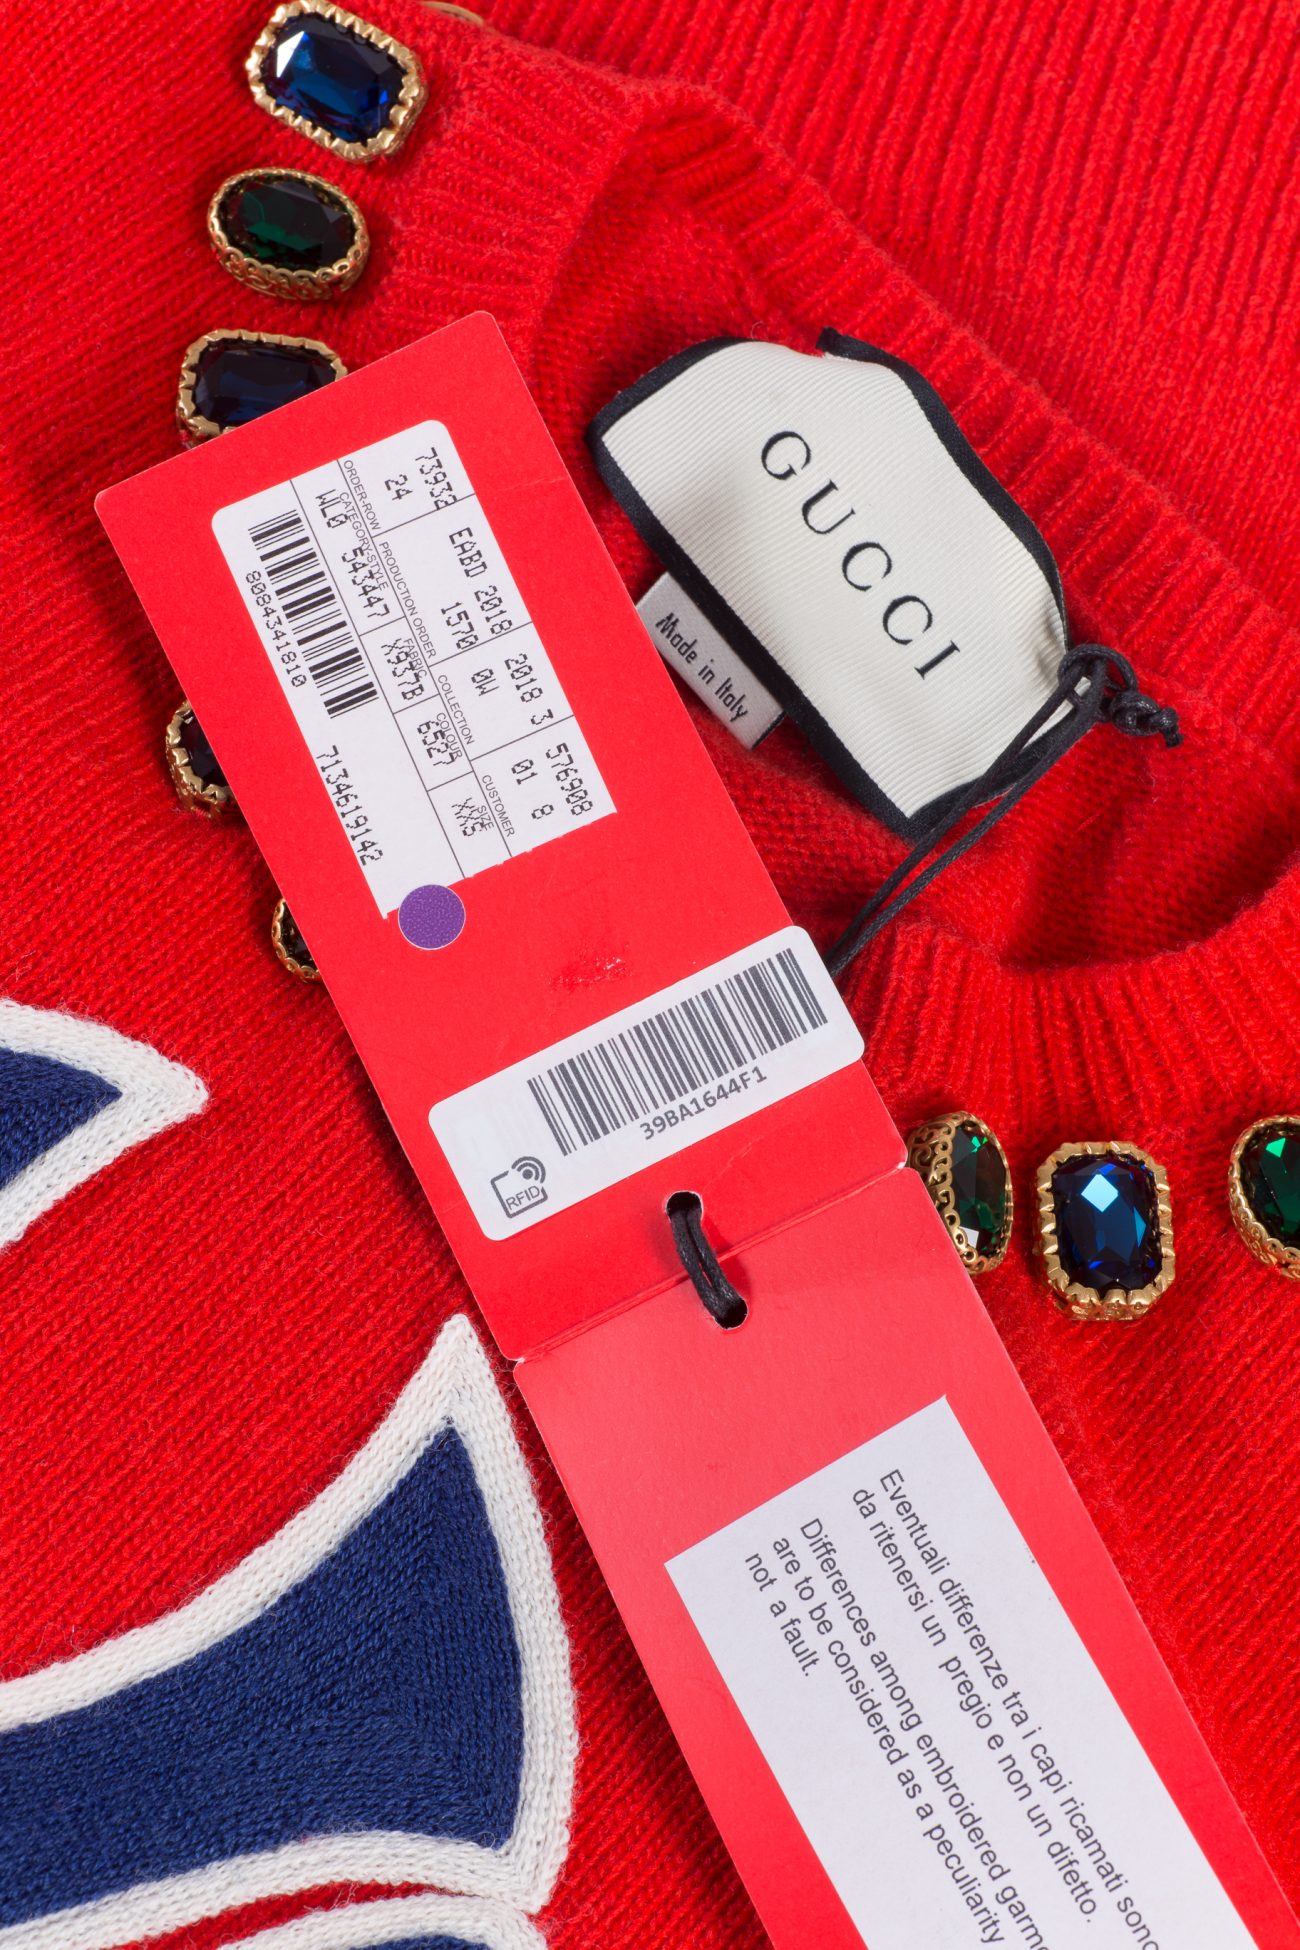 GUCCI
Made in Italy
73932 EABD 2018 2018 3 576908
24 1570 0W 01 8
ORDER-ROW PRODUCTION ORDER COLLECTION CUSTOMER
CATEGORY-STYLE FABRIC COLOUR SIZE
WL0 543447 X937B 6527 XXS
8084341810 7134619142
39BA1644F1
RFID
Eventuali differenze tra i capi ricamati sono
da ritenersi un pregio e non un difetto.
Differences among embroidered
are to be considered as a peculiarity
not a fault.